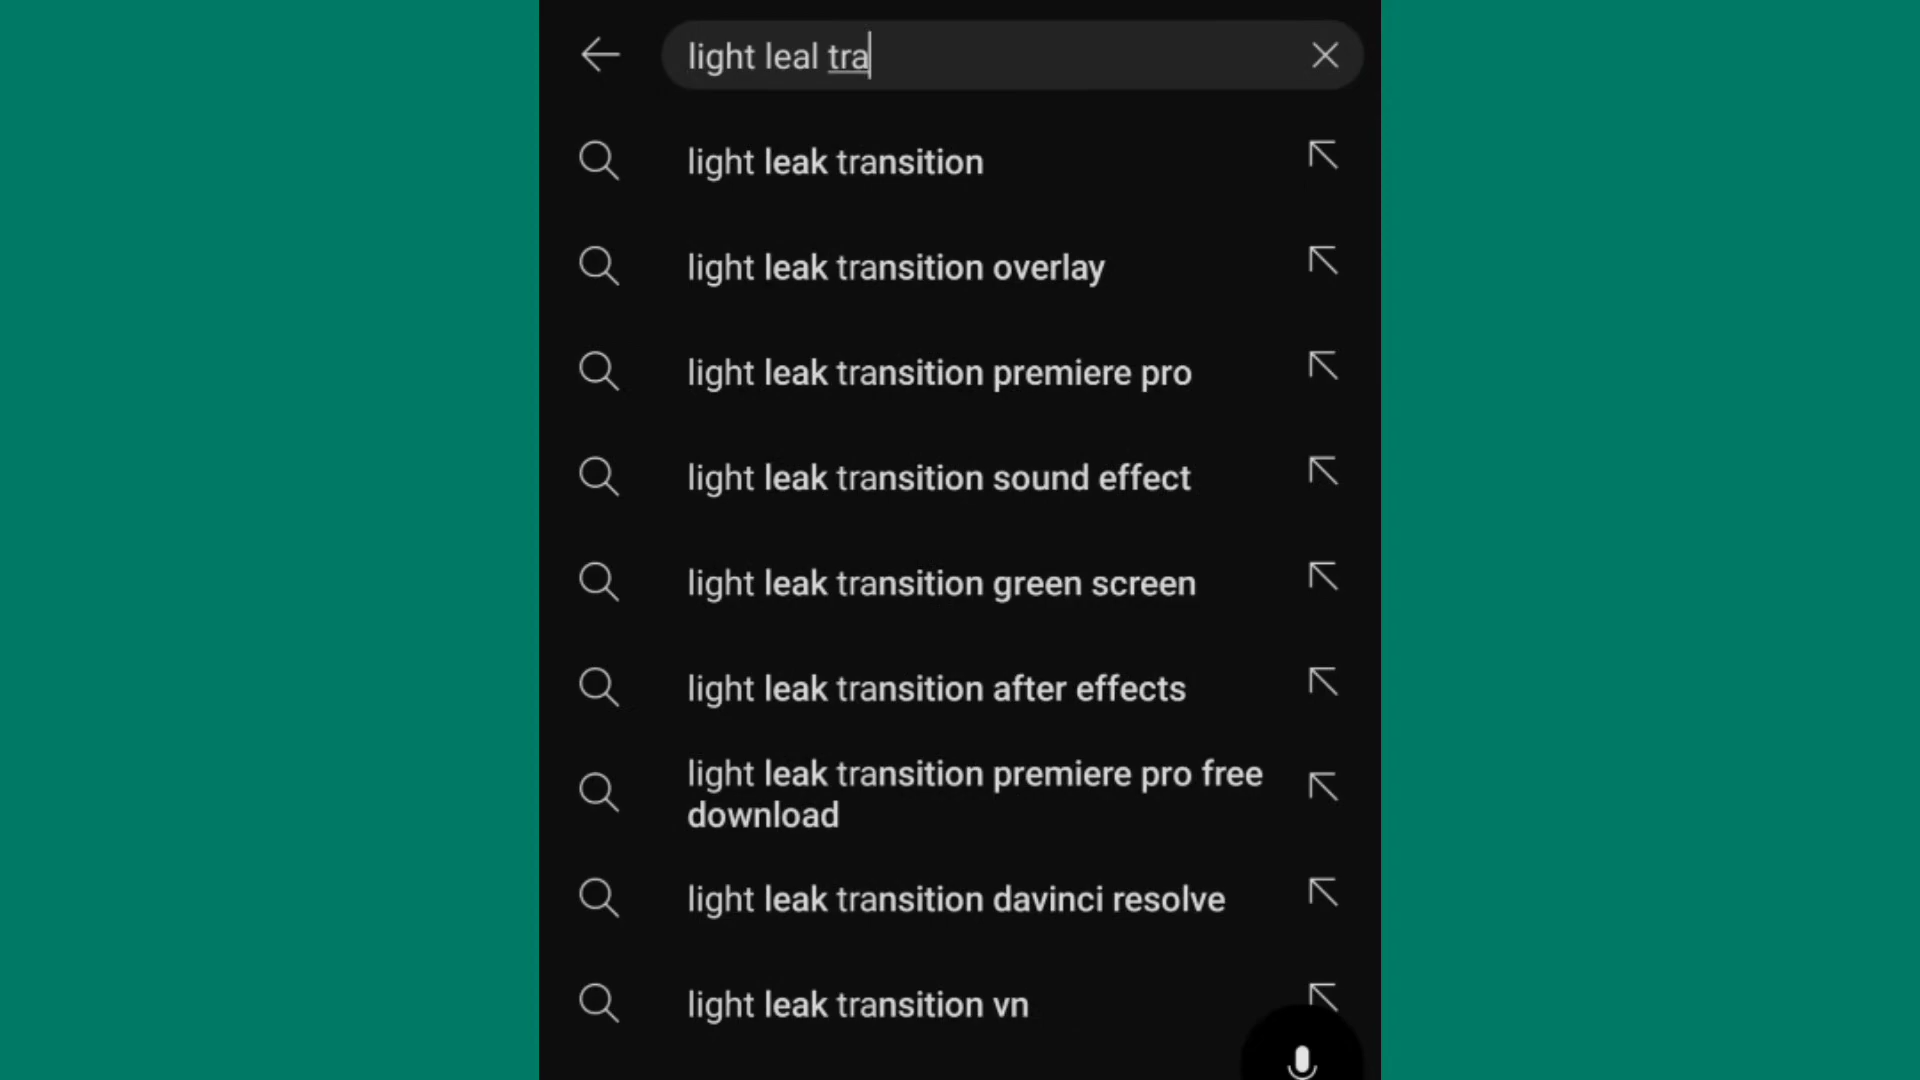 light leal tra
light leak transition
light leak transition overlay
light leak transition premiere pro
light leak transition sound effect
light leak transition green screen
light leak transition after effects
light leak transition premiere pro free
download
light leak transition davinci resolve
light leak transition vn